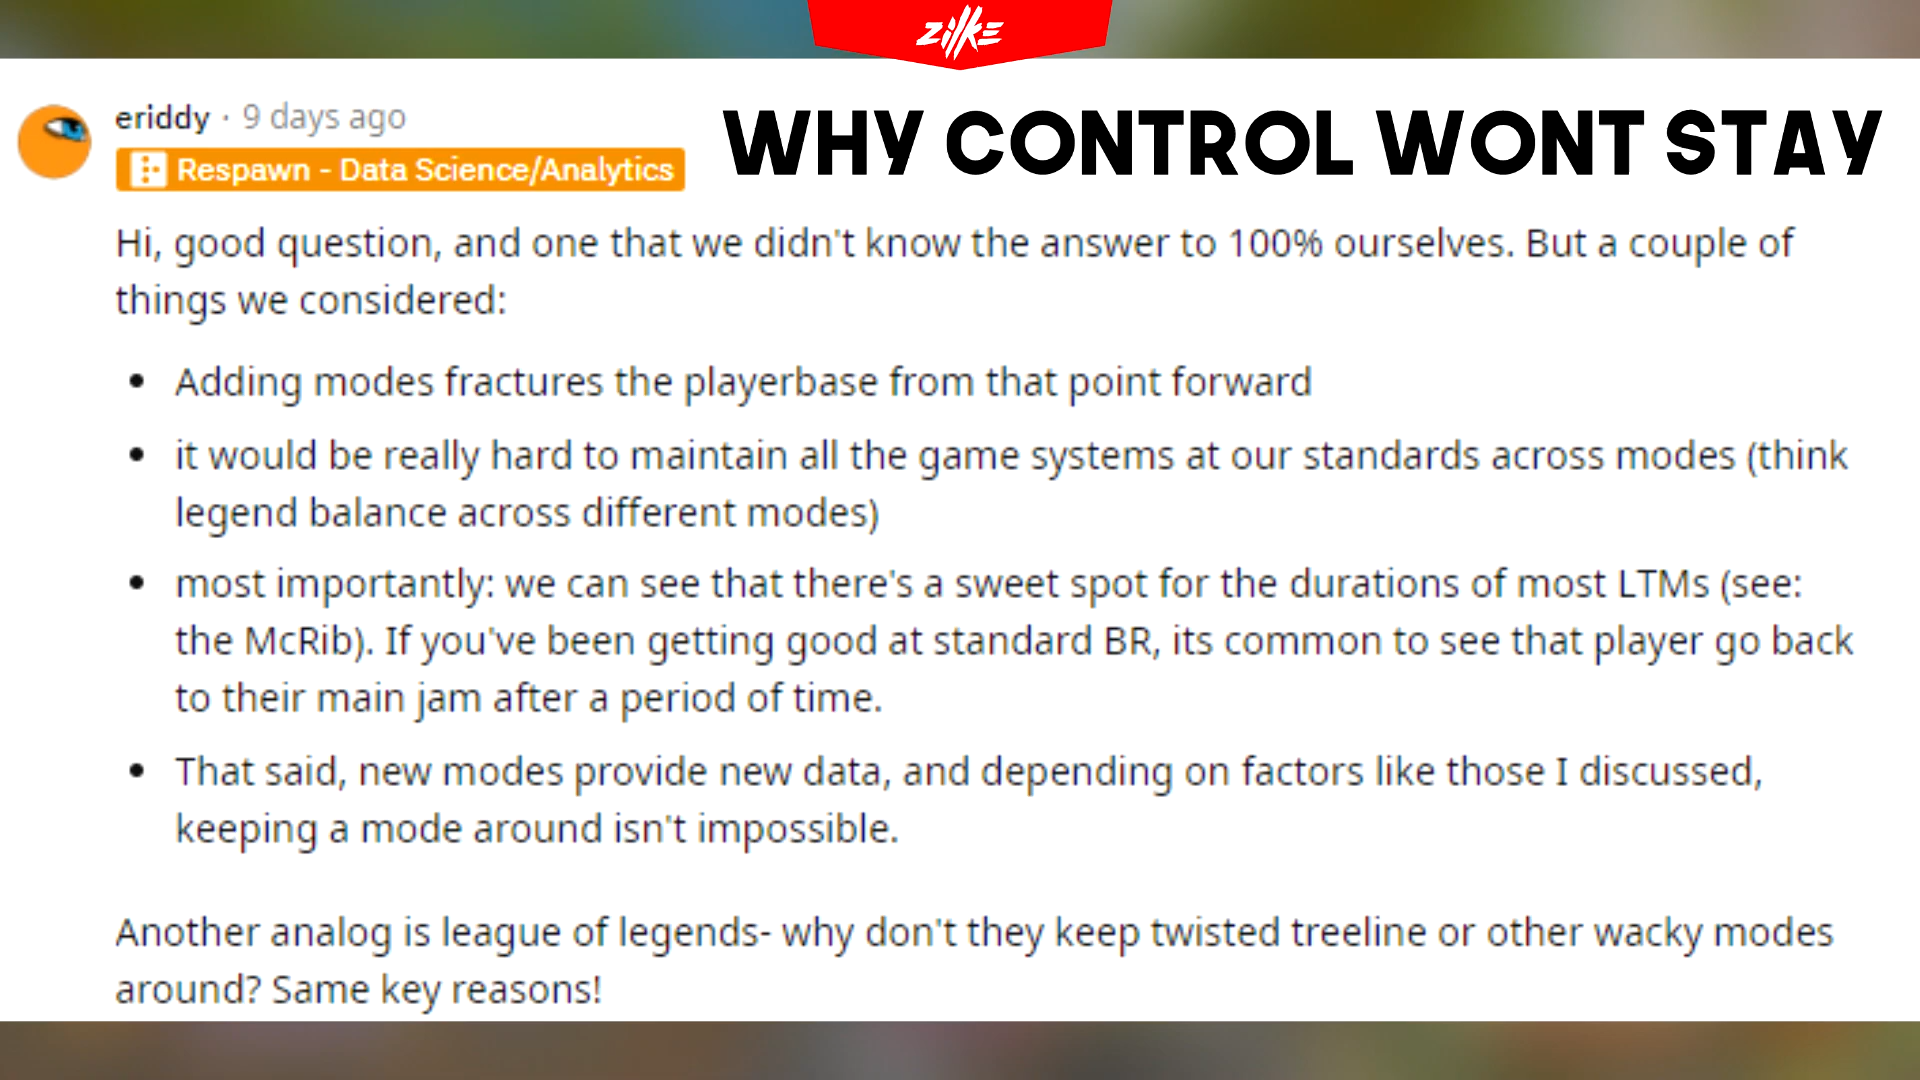 ZilKE
eriddy · 9 days ago
WHY CONTROL WONT STAY
Respawn - Data Science/Analytics
Hi, good question, and one that we didn't know the answer to 100% ourselves. But a couple of
things we considered:
• Adding modes fractures the playerbase from that point forward
• it would be really hard to maintain all the game systems at our standards across modes (think
legend balance across different modes)
• most importantly: we can see that there's a sweet spot for the durations of most LTMs (see:
the McRib). If you've been getting good at standard BR, its common to see that player go back
to their main jam after a period of time.
• That said, new modes provide new data, and depending on factors like those I discussed,
keeping a mode around isn't impossible.
Another analog is league of legends- why don't they keep twisted treeline or other wacky modes
around? Same key reasons!